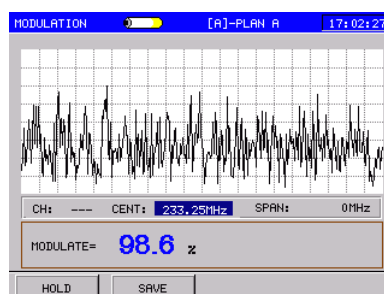 MODULATION [A]-PLAN A 17:02:27
CH: --- CENT: 233.25MHz SPAN: 0MHz
MODULATE= 98.6 %
HOLD SAVE